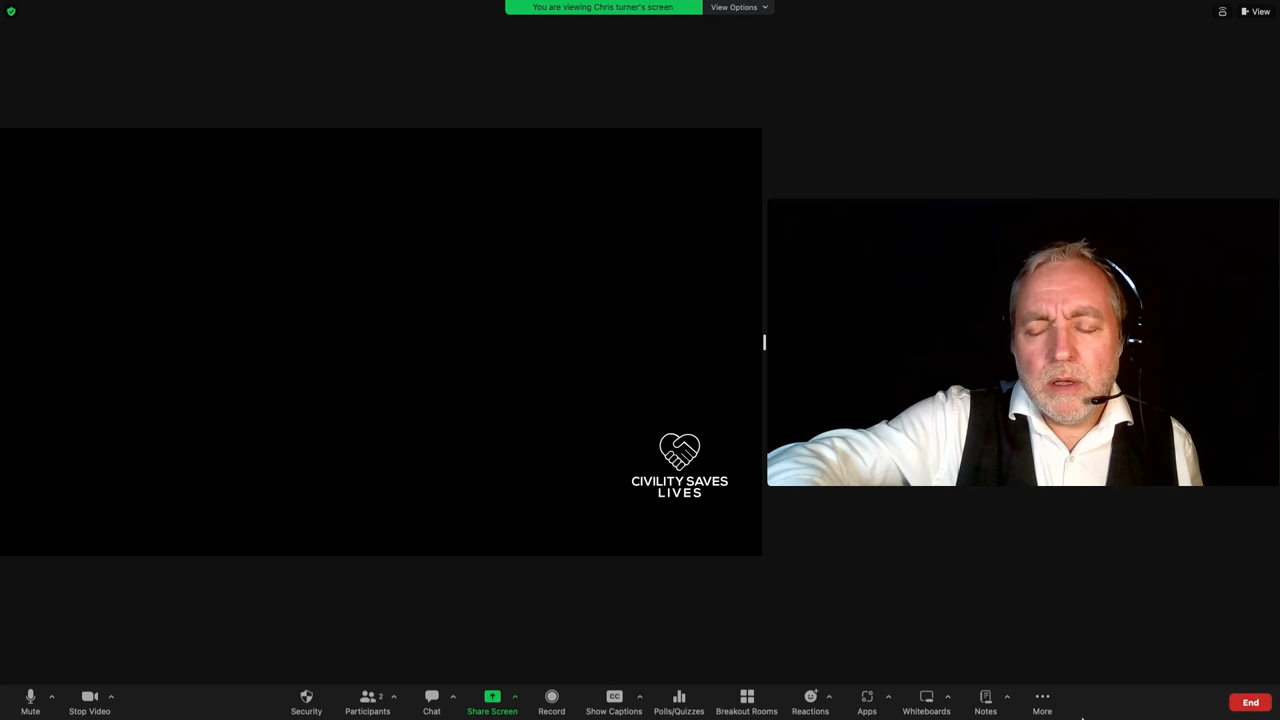 You are viewing Chris turner's screen
View Options
View
CIVILITY SAVES
LIVES
Mute
Stop Video
Security
Participants
2
Chat
Share Screen
Record
CC
Show Captions
Polls/Quizzes
Breakout Rooms
Reactions
Apps
Whiteboards
Notes
More
End